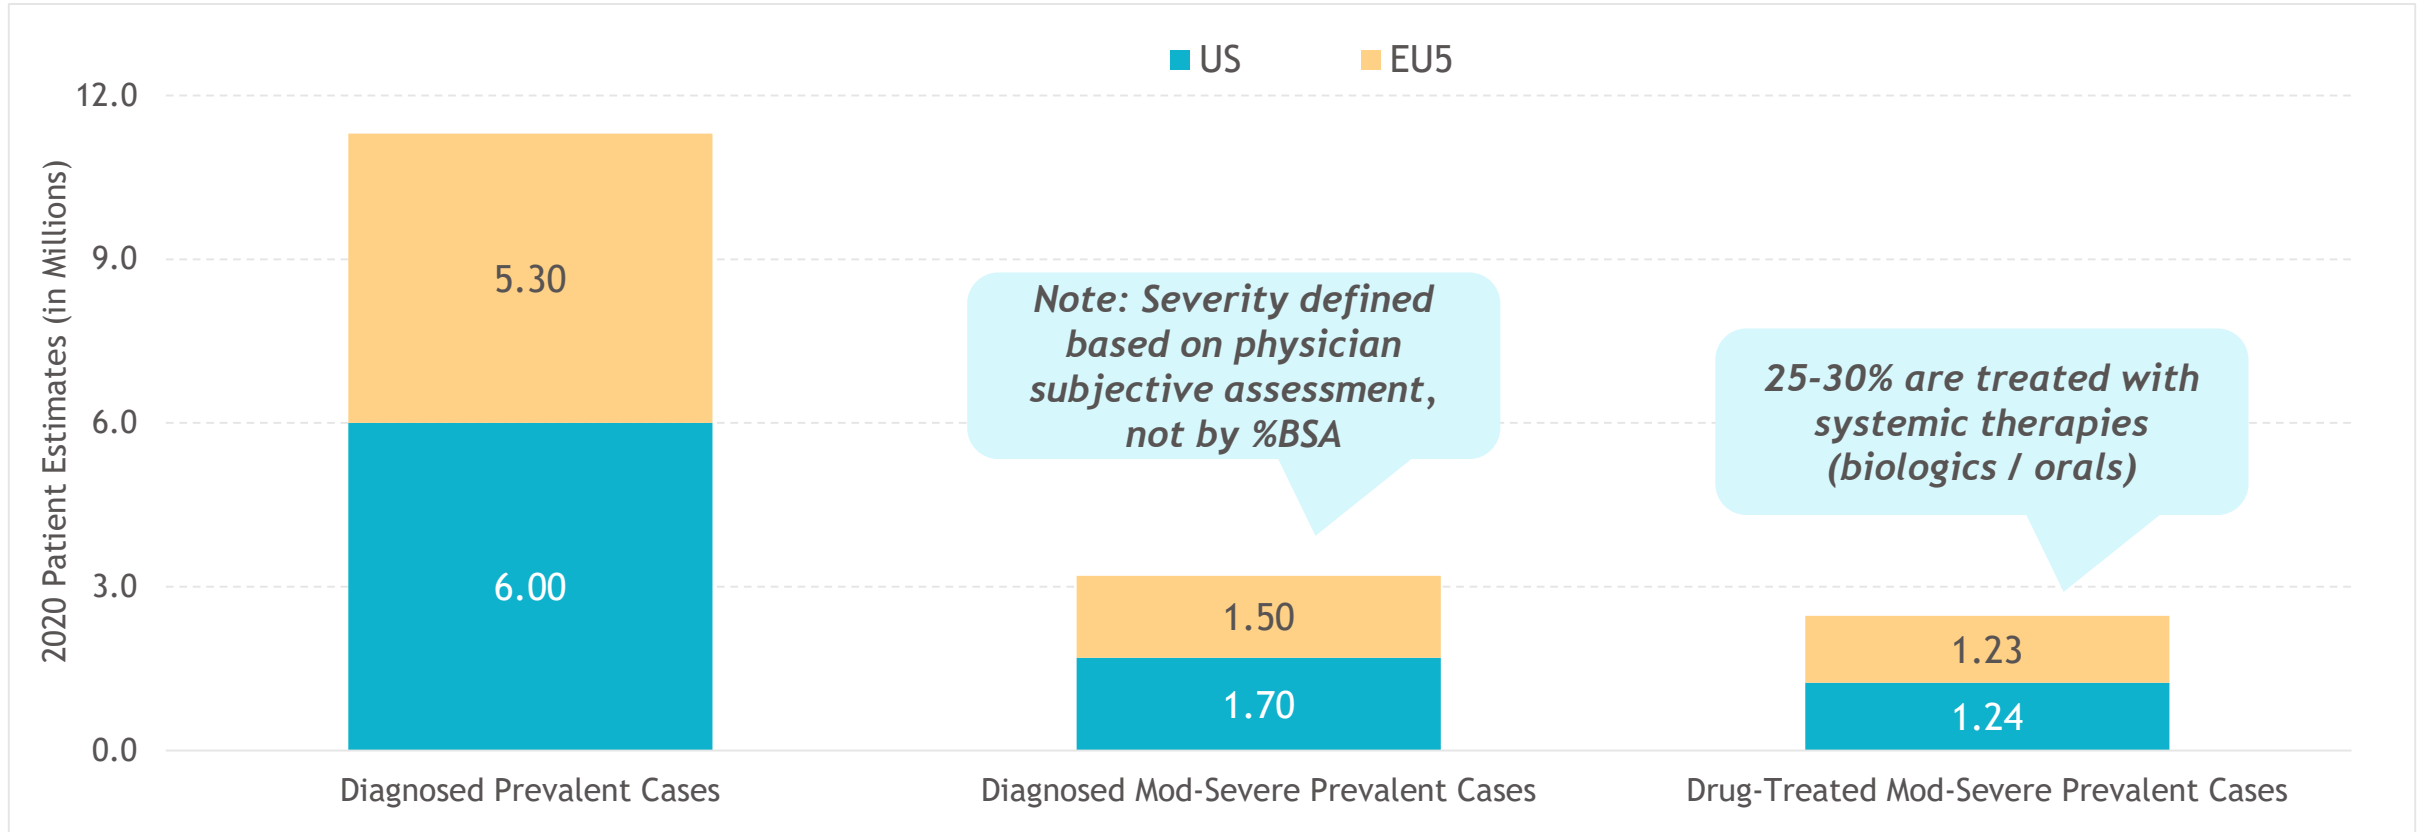 US
EU5
2020 Patient Estimates (in Millions)
12.0
9.0
6.0
3.0
0.0
5.30
6.00
Note: Severity defined
based on physician
subjective assessment,
not by %BSA
1.50
1.70
25-30% are treated with
systemic therapies
(biologics / orals)
1.23
1.24
Diagnosed Prevalent Cases
Diagnosed Mod-Severe Prevalent Cases
Drug-Treated Mod-Severe Prevalent Cases